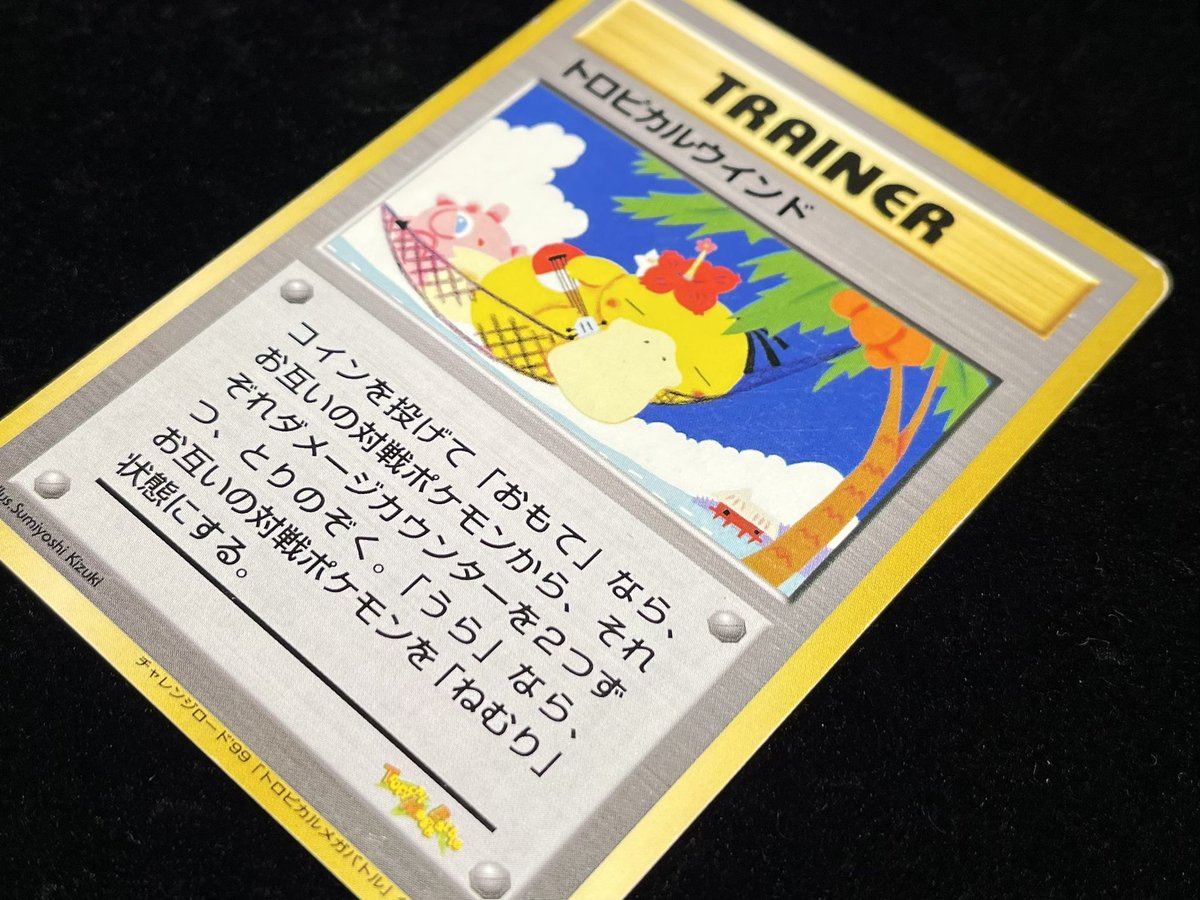 TRAINER
トロピカルウインド
コインを投げて「おもて」なら、
お互いの対戦ポケモンから、それ
ぞれダメージカウンターを2つず
つ、とりのぞく。「うら」なら、
お互いの対戦ポケモンを「ねむり」
状態にする。
Illus.Sumiyoshi Kizuki
Tropical Mega Battle
チャレンジロード'99「トロピカルメガバトル」